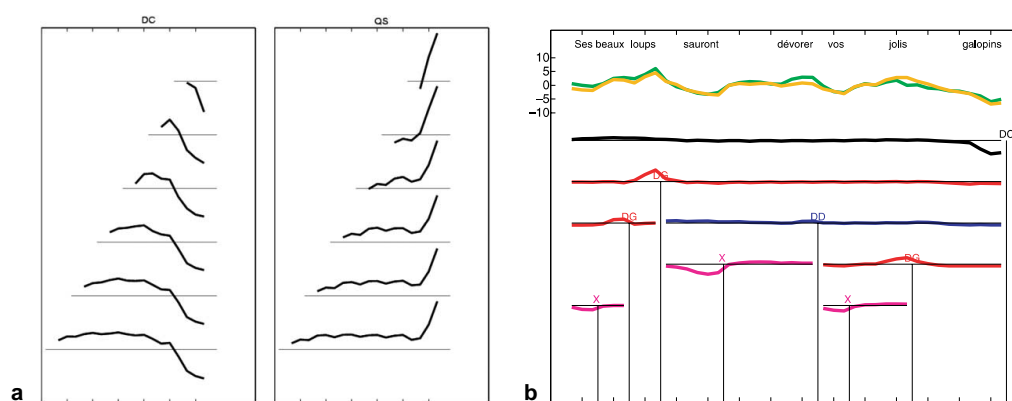 DC
QS
a
b
Ses beaux loups sauront dévorer vos jolis galopins
10
5
0
−5
−10
DC
DG
DG
DD
X
DG
X
X